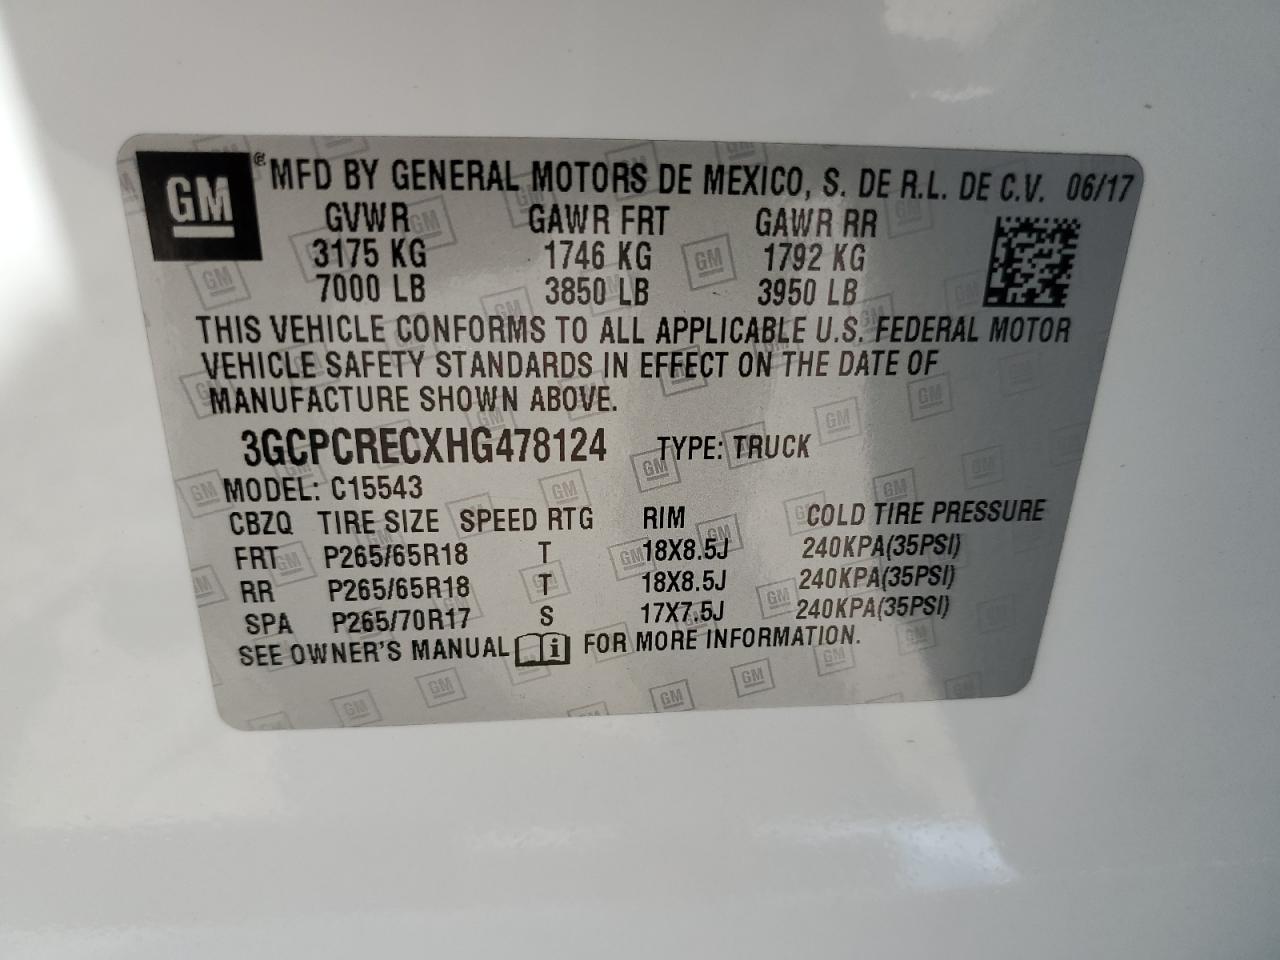 GM ® MFD BY GENERAL MOTORS DE MEXICO, S. DE R.L. DE C.V. 06/17
GVWR GAWR FRT GAWR RR
3175 KG 1746 KG 1792 KG
7000 LB 3850 LB 3950 LB
THIS VEHICLE CONFORMS TO ALL APPLICABLE U.S. FEDERAL MOTOR
VEHICLE SAFETY STANDARDS IN EFFECT ON THE DATE OF
MANUFACTURE SHOWN ABOVE.
3GCPCRECXHG478124 TYPE: TRUCK
MODEL: C15543
CBZQ TIRE SIZE SPEED RTG RIM COLD TIRE PRESSURE
FRT P265/65R18 T 18X8.5J 240KPA(35PSI)
RR P265/65R18 T 18X8.5J 240KPA(35PSI)
SPA P265/70R17 S 17X7.5J 240KPA(35PSI)
SEE OWNER'S MANUAL i FOR MORE INFORMATION.